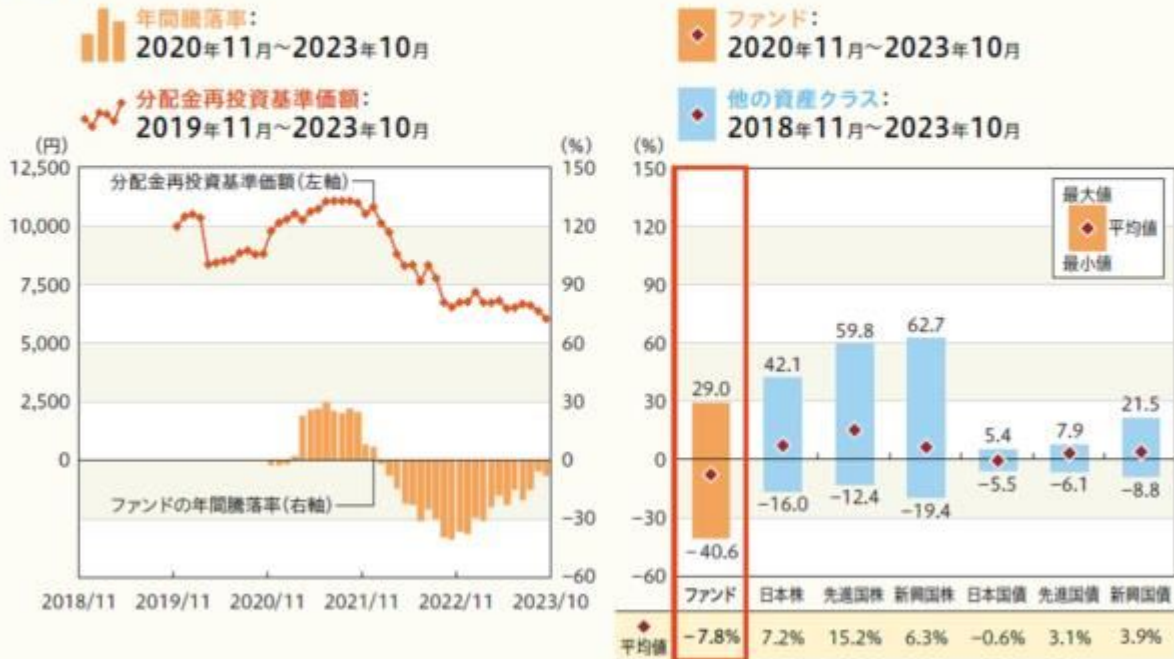 年間騰落率:
2020年11月～2023年10月
分配金再投資基準価額:
2019年11月～2023年10月
(円)
(%)
12,500
10,000
7,500
5,000
2,500
0
分配金再投資基準価額(左軸)
ファンドの年間騰落率(右軸)
150
120
90
60
30
0
-30
-60
2018/11 2019/11 2020/11 2021/11 2022/11 2023/10
ファンド:
2020年11月～2023年10月
他の資産クラス:
2018年11月～2023年10月
(%)
150
120
90
60
30
0
-30
-60
最大値
平均値
最小値
29.0 42.1 59.8 62.7 5.4 7.9 21.5
-40.6 -16.0 -12.4 -19.4 -5.5 -6.1 -8.8
ファンド 日本株 先進国株 新興国株 日本国債 先進国債 新興国債
平均値 -7.8% 7.2% 15.2% 6.3% -0.6% 3.1% 3.9%